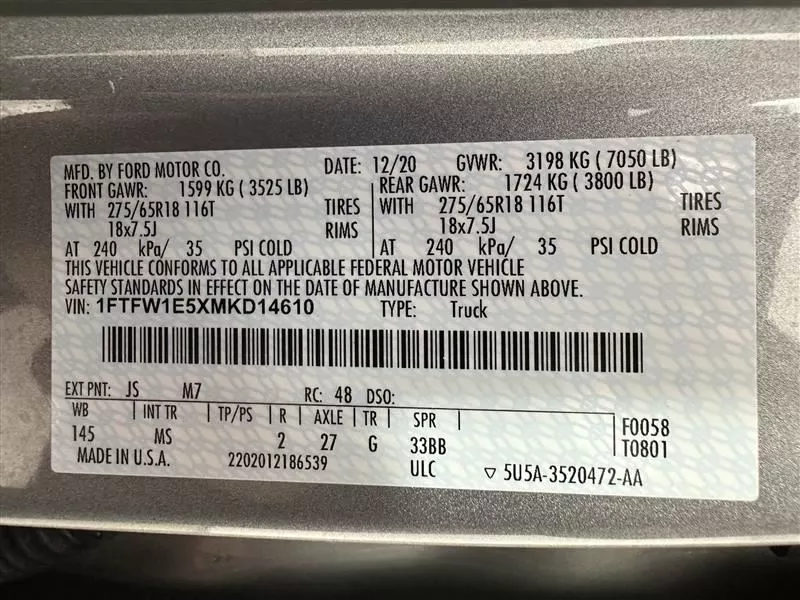 MFD. BY FORD MOTOR CO. DATE: 12/20 GVWR: 3198 KG ( 7050 LB)
FRONT GAWR: 1599 KG ( 3525 LB) REAR GAWR: 1724 KG ( 3800 LB)
WITH 275/65R18 116T TIRES WITH 275/65R18 116T TIRES
18x7.5J RIMS 18x7.5J RIMS
AT 240 kPa/ 35 PSI COLD AT 240 kPa/ 35 PSI COLD
THIS VEHICLE CONFORMS TO ALL APPLICABLE FEDERAL MOTOR VEHICLE
SAFETY STANDARDS IN EFFECT ON THE DATE OF MANUFACTURE SHOWN ABOVE.
VIN: 1FTFW1E5XMKD14610 TYPE: Truck
EXT PNT: JS M7 RC: 48 DSO:
WB INT TR TP/PS R AXLE TR SPR F0058
145 MS 2 27 G 33BB T0801
MADE IN U.S.A. 2202012186539 ULC ▽ 5U5A-3520472-AA